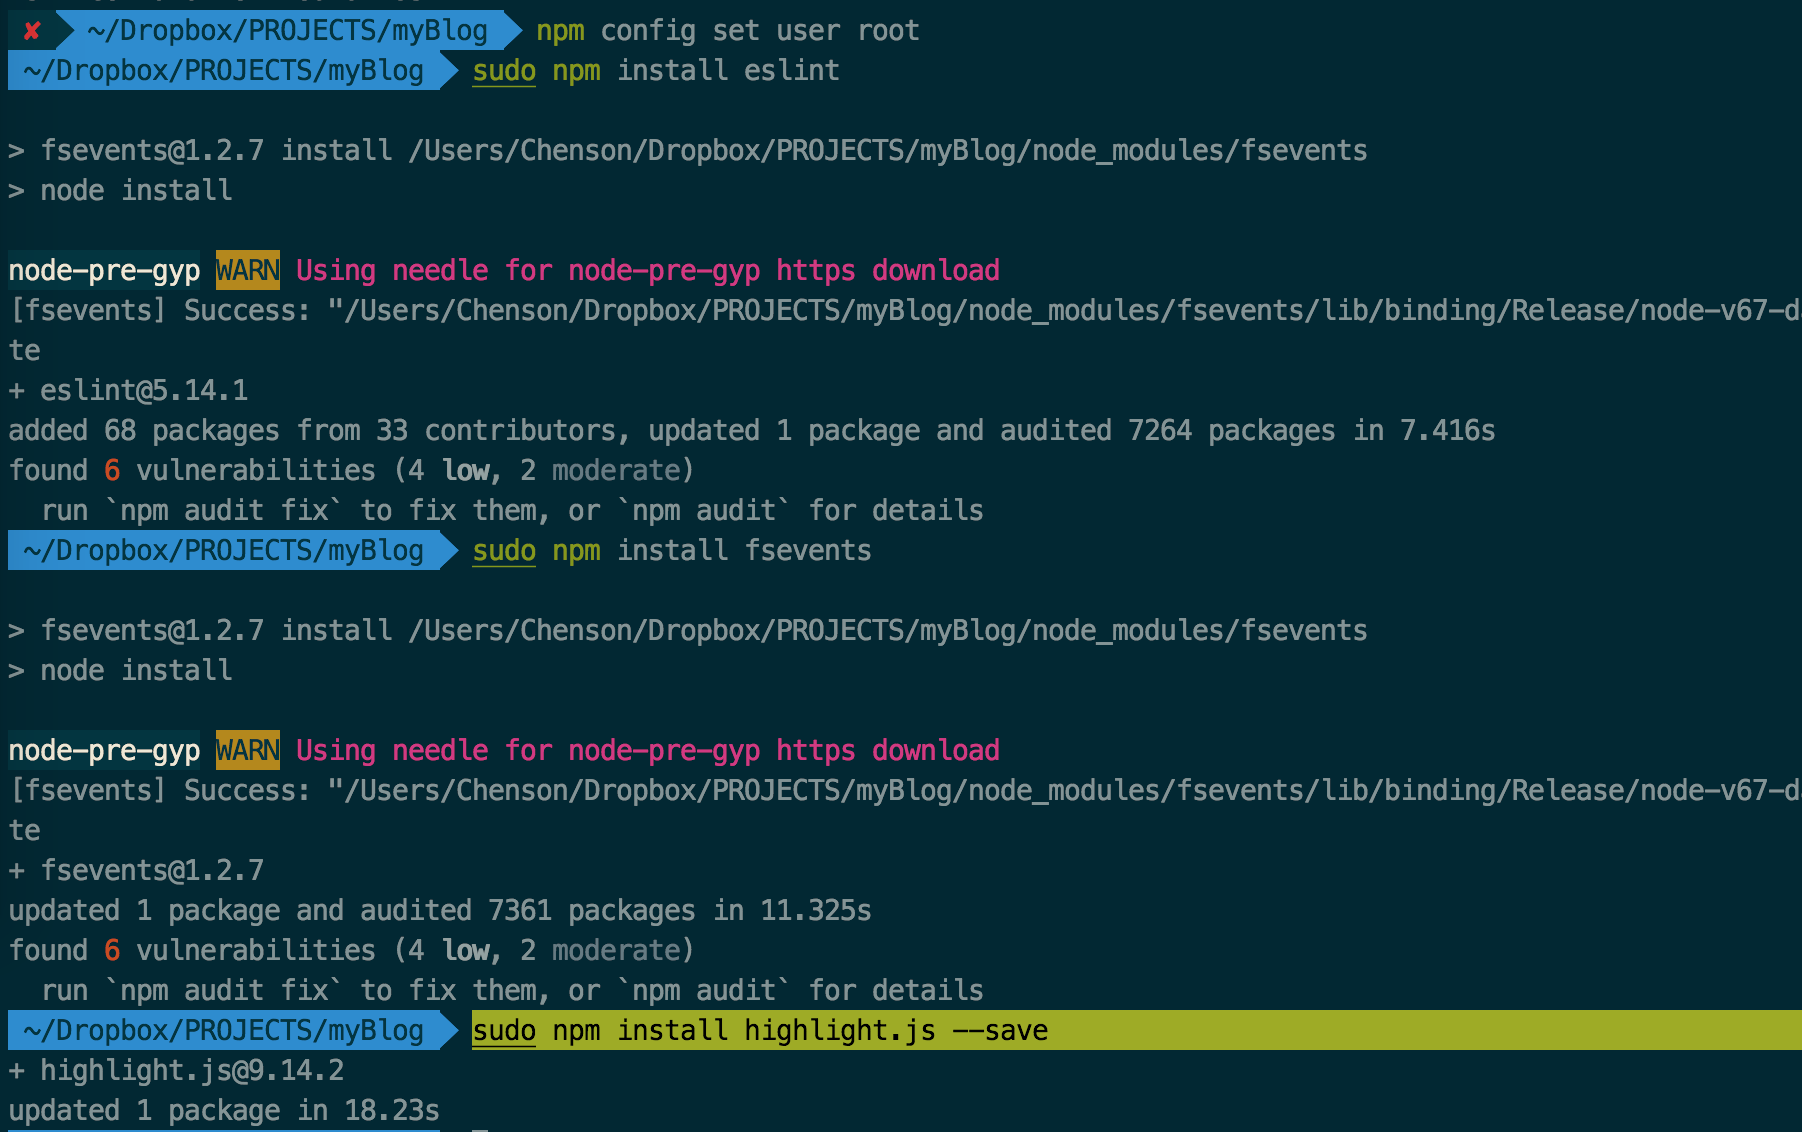 ✘ ~/Dropbox/PROJECTS/myBlog npm config set user root
~/Dropbox/PROJECTS/myBlog sudo npm install eslint
> fsevents@1.2.7 install /Users/Chenson/Dropbox/PROJECTS/myBlog/node_modules/fsevents
> node install
node-pre-gyp WARN Using needle for node-pre-gyp https download
[fsevents] Success: "/Users/Chenson/Dropbox/PROJECTS/myBlog/node_modules/fsevents/lib/binding/Release/node-v67-d
te
+ eslint@5.14.1
added 68 packages from 33 contributors, updated 1 package and audited 7264 packages in 7.416s
found 6 vulnerabilities (4 low, 2 moderate)
run `npm audit fix` to fix them, or `npm audit` for details
~/Dropbox/PROJECTS/myBlog sudo npm install fsevents
> fsevents@1.2.7 install /Users/Chenson/Dropbox/PROJECTS/myBlog/node_modules/fsevents
> node install
node-pre-gyp WARN Using needle for node-pre-gyp https download
[fsevents] Success: "/Users/Chenson/Dropbox/PROJECTS/myBlog/node_modules/fsevents/lib/binding/Release/node-v67-d
te
+ fsevents@1.2.7
updated 1 package and audited 7361 packages in 11.325s
found 6 vulnerabilities (4 low, 2 moderate)
run `npm audit fix` to fix them, or `npm audit` for details
~/Dropbox/PROJECTS/myBlog sudo npm install highlight.js --save
+ highlight.js@9.14.2
updated 1 package in 18.23s